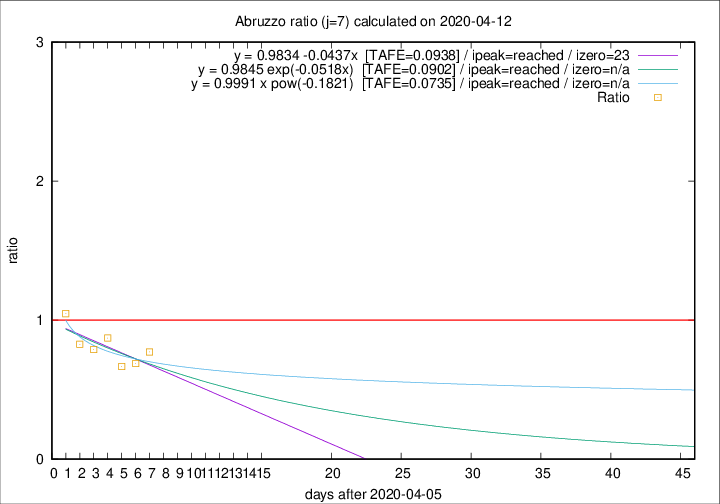 Abruzzo ratio (j=7) calculated on 2020-04-12
y = 0.9834 -0.0437x [TAFE=0.0938] / ipeak=reached / izero=23
y = 0.9845 exp(-0.0518x) [TAFE=0.0902] / ipeak=reached / izero=n/a
y = 0.9991 x pow(-0.1821) [TAFE=0.0735] / ipeak=reached / izero=n/a
Ratio
3
2
1
0
ratio
0 1 2 3 4 5 6 7 8 9 10 11 12 13 14 15 20 25 30 35 40 45
days after 2020-04-05